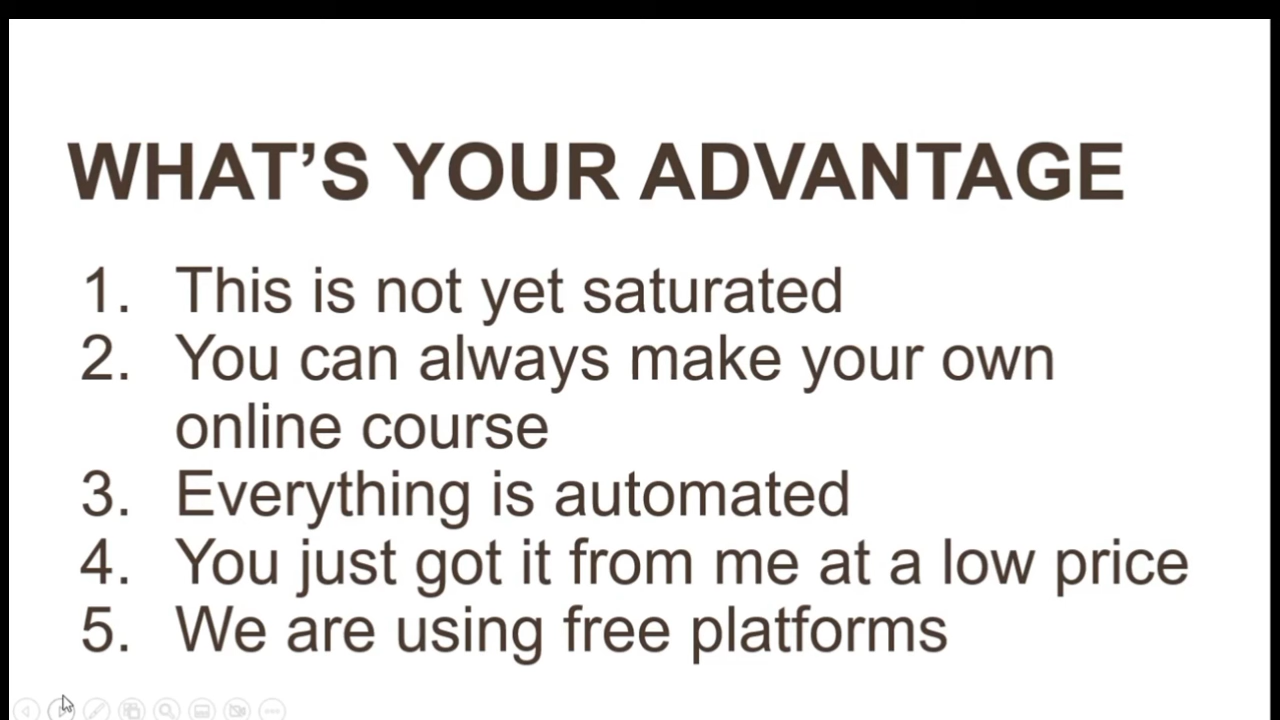 WHAT’S YOUR ADVANTAGE
1. This is not yet saturated
2. You can always make your own
online course
3. Everything is automated
4. You just got it from me at a low price
5. We are using free platforms